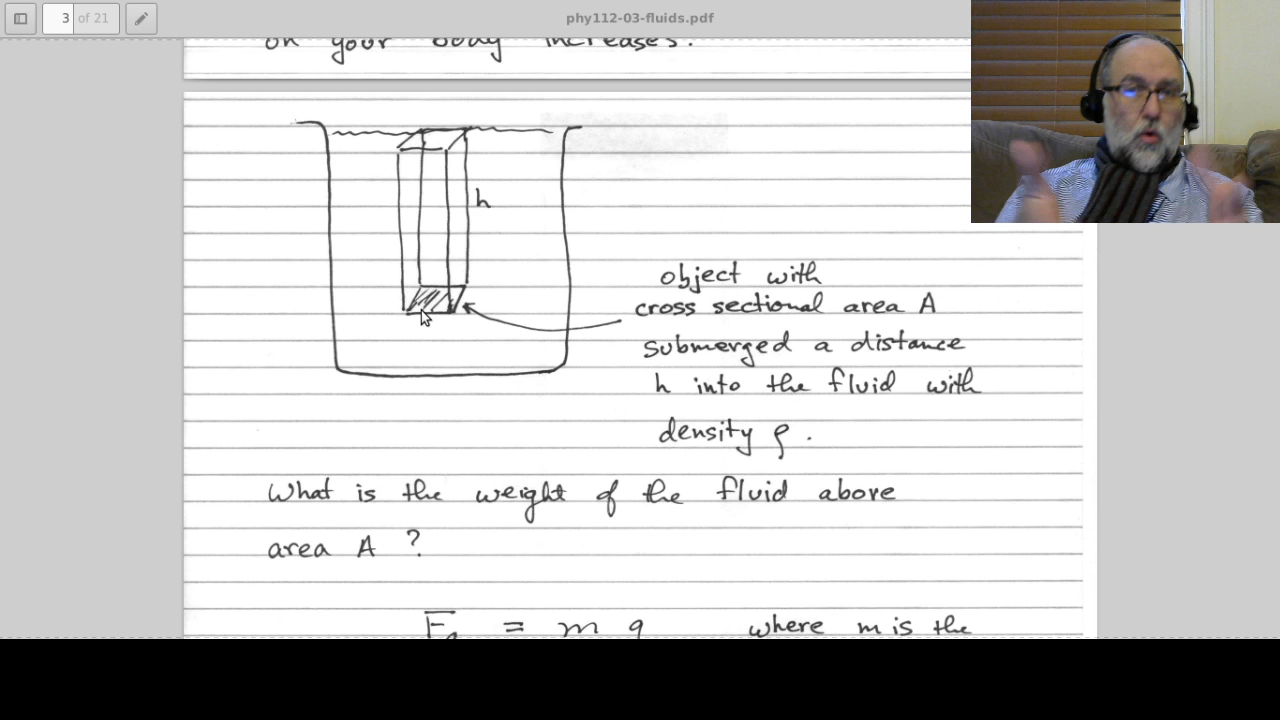 3 of 21
phy112-03-fluids.pdf
on your body increases.
h
object with
cross sectional area A
submerged a distance
h into the fluid with
density ρ .
What is the weight of the fluid above
area A ?
= m g where m is the